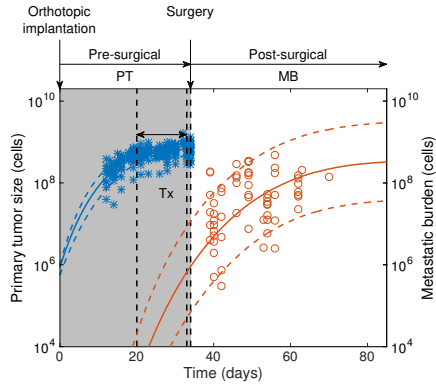 Orthotopic
implantation
Surgery
Pre-surgical
Post-surgical
PT
MB
Primary tumor size (cells)
10^10
10^8
10^6
10^4
Tx
10^10
10^8
10^6
10^4
Metastatic burden (cells)
0
20
40
60
80
Time (days)